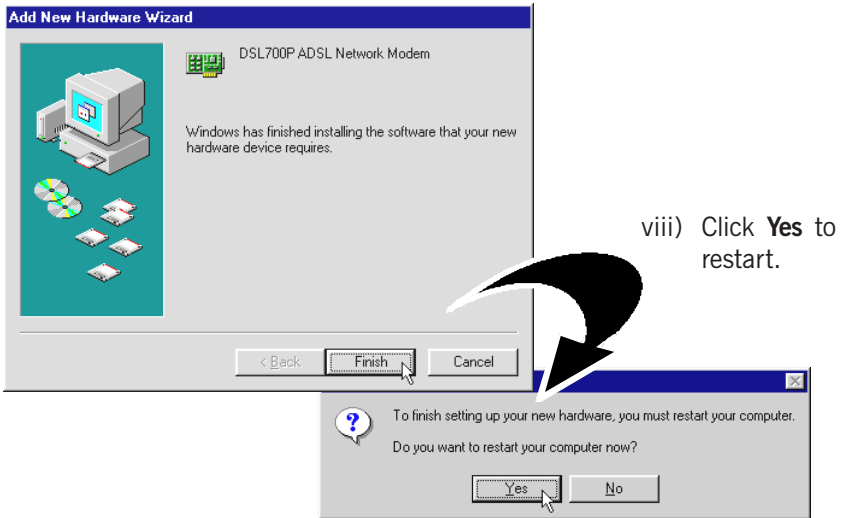 Add New Hardware Wizard
DSL700P ADSL Network Modem
Windows has finished installing the software that your new
hardware device requires.
< Back
Finish
Cancel
viii) Click Yes to
restart.
To finish setting up your new hardware, you must restart your computer.
Do you want to restart your computer now?
Yes
No